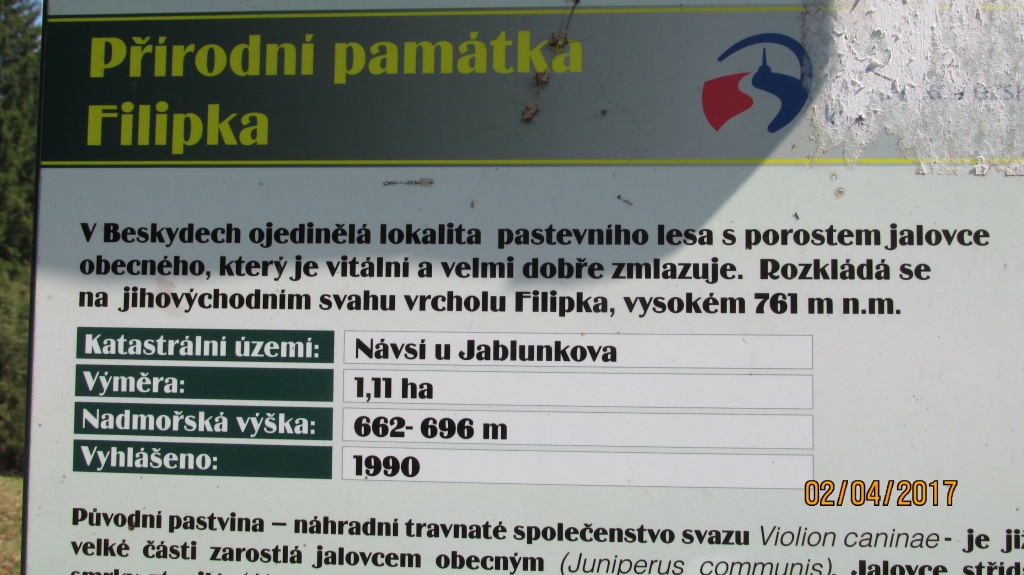 Přírodní památka
Filipka
V Beskydech ojedinělá lokalita pastevního lesa s porostem jalovce
obecného, který je vitální a velmi dobře zmlazuje. Rozkládá se
na jihovýchodním svahu vrcholu Filipka, vysokém 761 m n.m.
Katastrální území: Návsí u Jablunkova
Výměra: 1,11 ha
Nadmořská výška: 662- 696 m
Vyhlášeno: 1990
02/04/2017
Původní pastvina – náhradní travnaté společenstvo svazu Violion caninae - je
velké části zarostlá jalovcem obecným (Juniperus communis). Jalovce